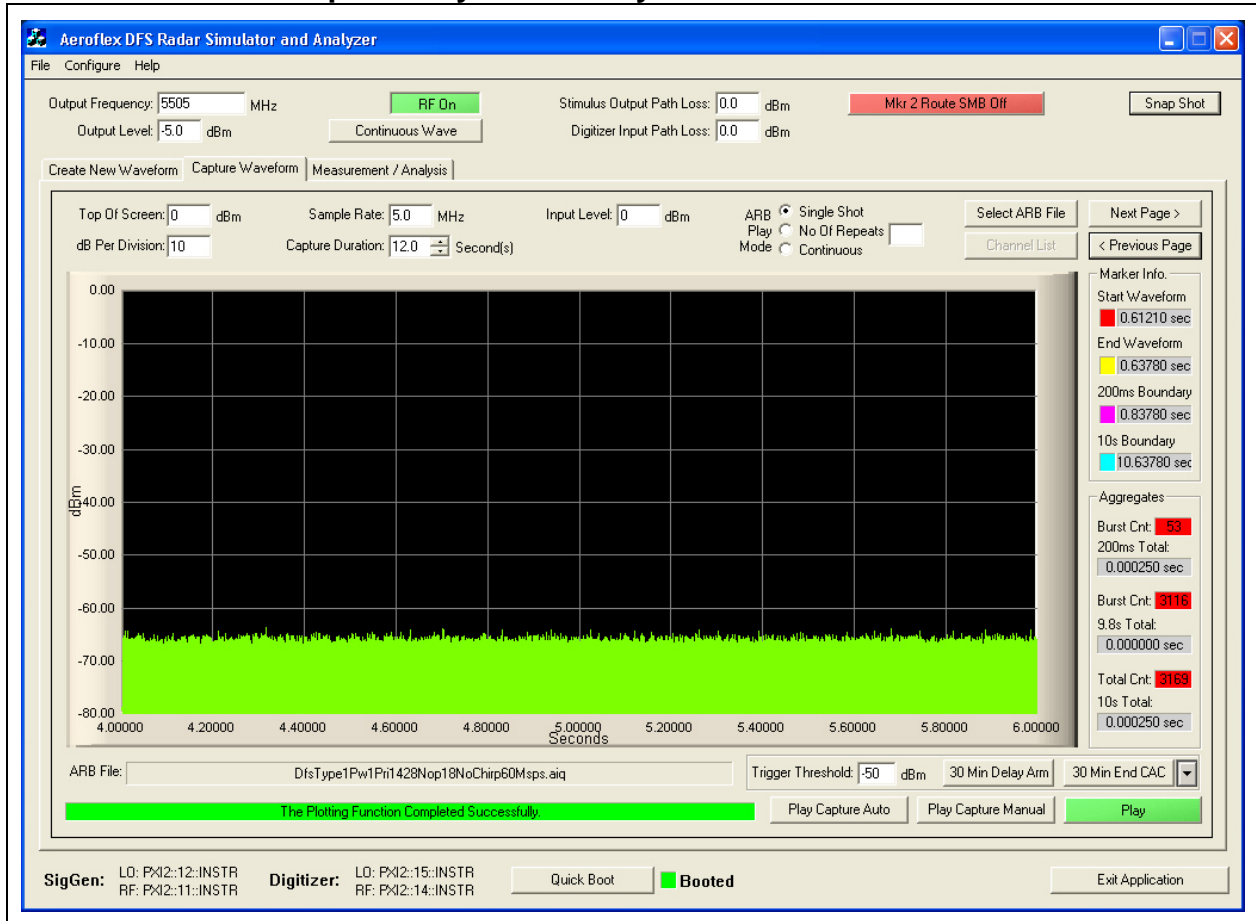 Aeroflex DFS Radar Simulator and Analyzer
File Configure Help
Output Frequency: 5505 MHz
RF On
Stimulus Output Path Loss: 0.0 dBm
Mkr 2 Route SMB Off
Snap Shot
Output Level: -5.0 dBm
Continuous Wave
Digitizer Input Path Loss: 0.0 dBm
Create New Waveform Capture Waveform Measurement / Analysis
Top Of Screen: 0 dBm
Sample Rate: 5.0 MHz
Input Level: 0 dBm
ARB Play Mode
Single Shot
No Of Repeats
Continuous
Select ARB File
Next Page >
dB Per Division: 10
Capture Duration: 12.0 Second(s)
Channel List
< Previous Page
0.00
-10.00
-20.00
-30.00
-40.00
-50.00
-60.00
-70.00
-80.00
dBm
4.00000 4.20000 4.40000 4.60000 4.80000 5.00000 5.20000 5.40000 5.60000 5.80000 6.00000
Seconds
Marker Info.
Start Waveform
0.61210 sec
End Waveform
0.63780 sec
200ms Boundary
0.83780 sec
10s Boundary
10.63780 sec
Aggregates
Burst Cnt: 53
200ms Total:
0.000250 sec
Burst Cnt: 3116
9.8s Total:
0.000000 sec
Total Cnt: 3169
10s Total:
0.000250 sec
ARB File: DfsType1Pw1Pri1428Nop18NoChirp60Msps.aiq
Trigger Threshold: -50 dBm
30 Min Delay Arm
30 Min End CAC
The Plotting Function Completed Successfully.
Play Capture Auto
Play Capture Manual
Play
SigGen: LO: PXI2::12::INSTR
RF: PXI2::11::INSTR
Digitizer: LO: PXI2::15::INSTR
RF: PXI2::14::INSTR
Quick Boot
Booted
Exit Application